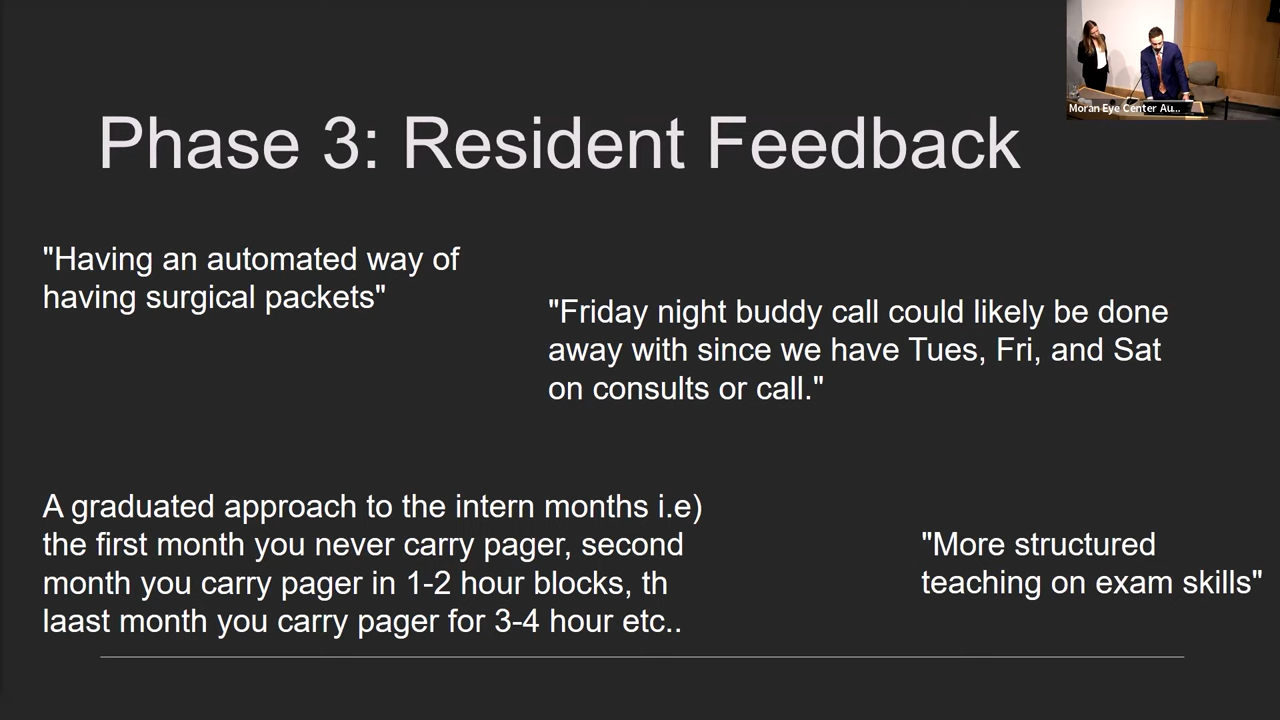 Moran Eye Center Au...
Phase 3: Resident Feedback
"Having an automated way of
having surgical packets"
"Friday night buddy call could likely be done
away with since we have Tues, Fri, and Sat
on consults or call."
A graduated approach to the intern months i.e)
the first month you never carry pager, second
month you carry pager in 1-2 hour blocks, th
laast month you carry pager for 3-4 hour etc..
"More structured
teaching on exam skills"